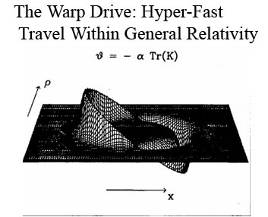 The Warp Drive: Hyper-Fast
Travel Within General Relativity
ϑ = - α Tr(K)
ρ
x